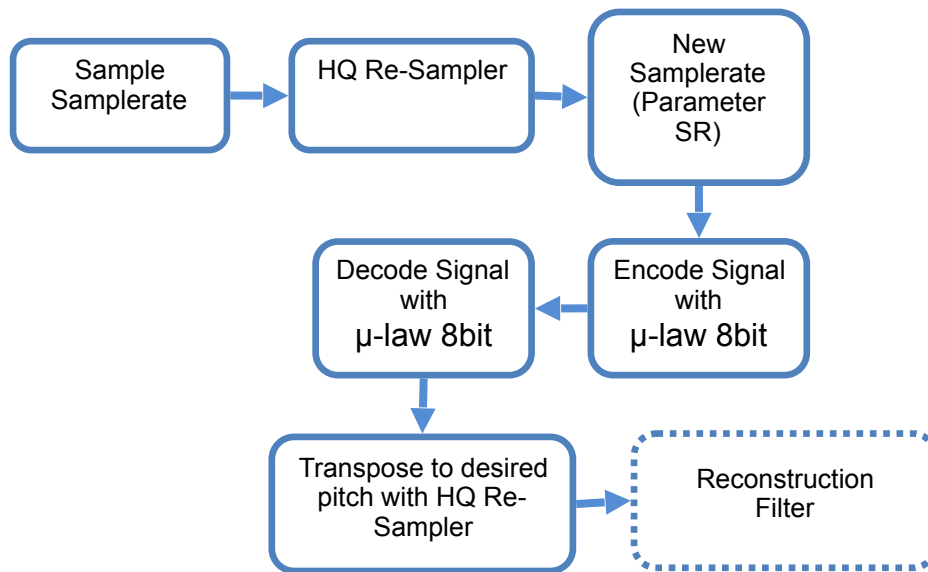 Sample
Samplerate
HQ Re-Sampler
New
Samplerate
(Parameter
SR)
Encode Signal
with
µ-law 8bit
Decode Signal
with
µ-law 8bit
Transpose to desired
pitch with HQ Re-
Sampler
Reconstruction
Filter